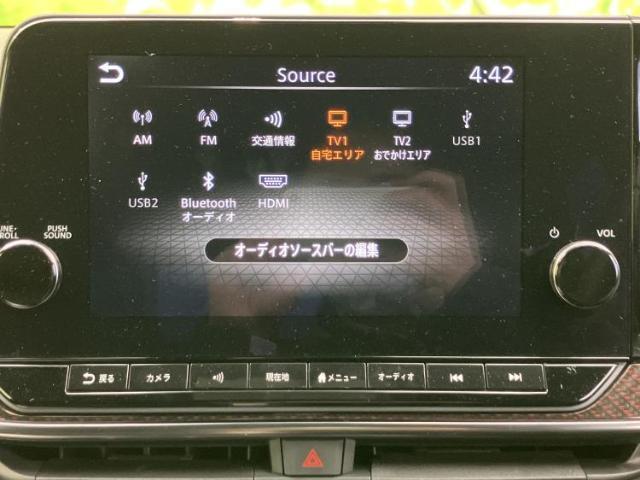 Source
4:42
AM
FM
交通情報
TV1
自宅エリア
TV2
おでかけエリア
USB1
USB2
Bluetooth
オーディオ
HDMI
オーディオソースバーの編集
PUSH
SOUND
VOL
戻る
カメラ
現在地
メニュー
オーディオ